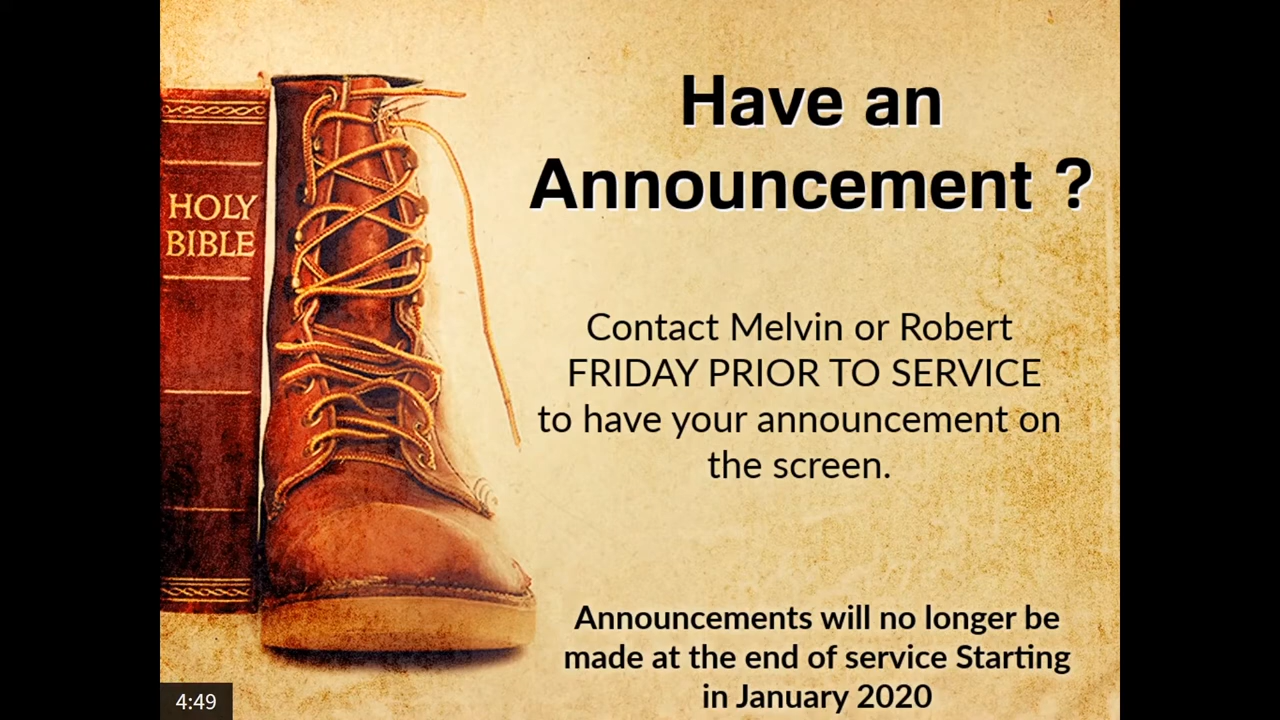 HOLY
BIBLE
Have an
Announcement ?
Contact Melvin or Robert
FRIDAY PRIOR TO SERVICE
to have your announcement on
the screen.
Announcements will no longer be
made at the end of service Starting
in January 2020
4:49